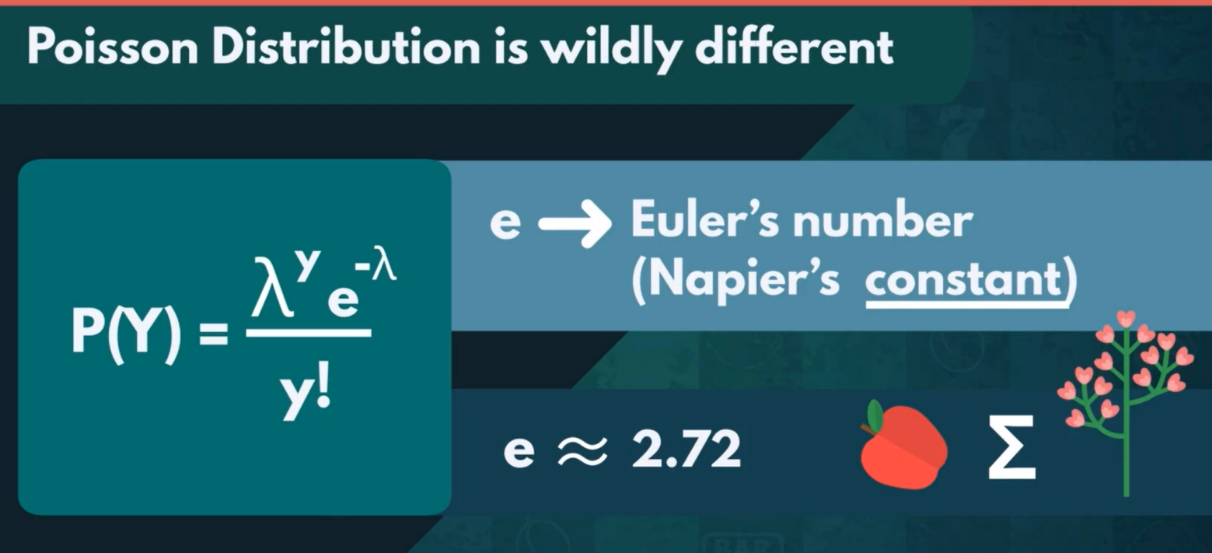 Poisson Distribution is wildly different
P(Y) = λ^y e^-λ / y!
e → Euler's number
(Napier's constant)
e ≈ 2.72
Σ